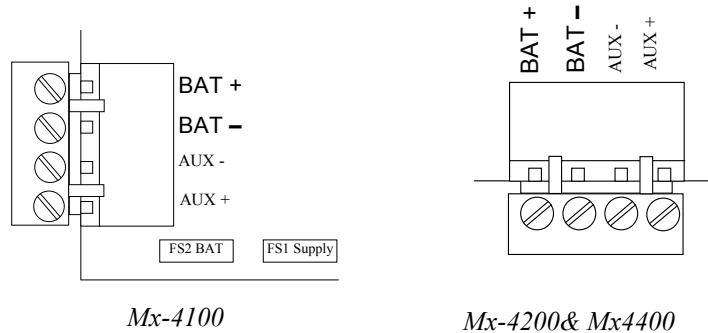 BAT +
BAT –
AUX -
AUX +
FS2 BAT
FS1 Supply
Mx-4100
BAT +
BAT –
AUX -
AUX +
Mx-4200& Mx4400